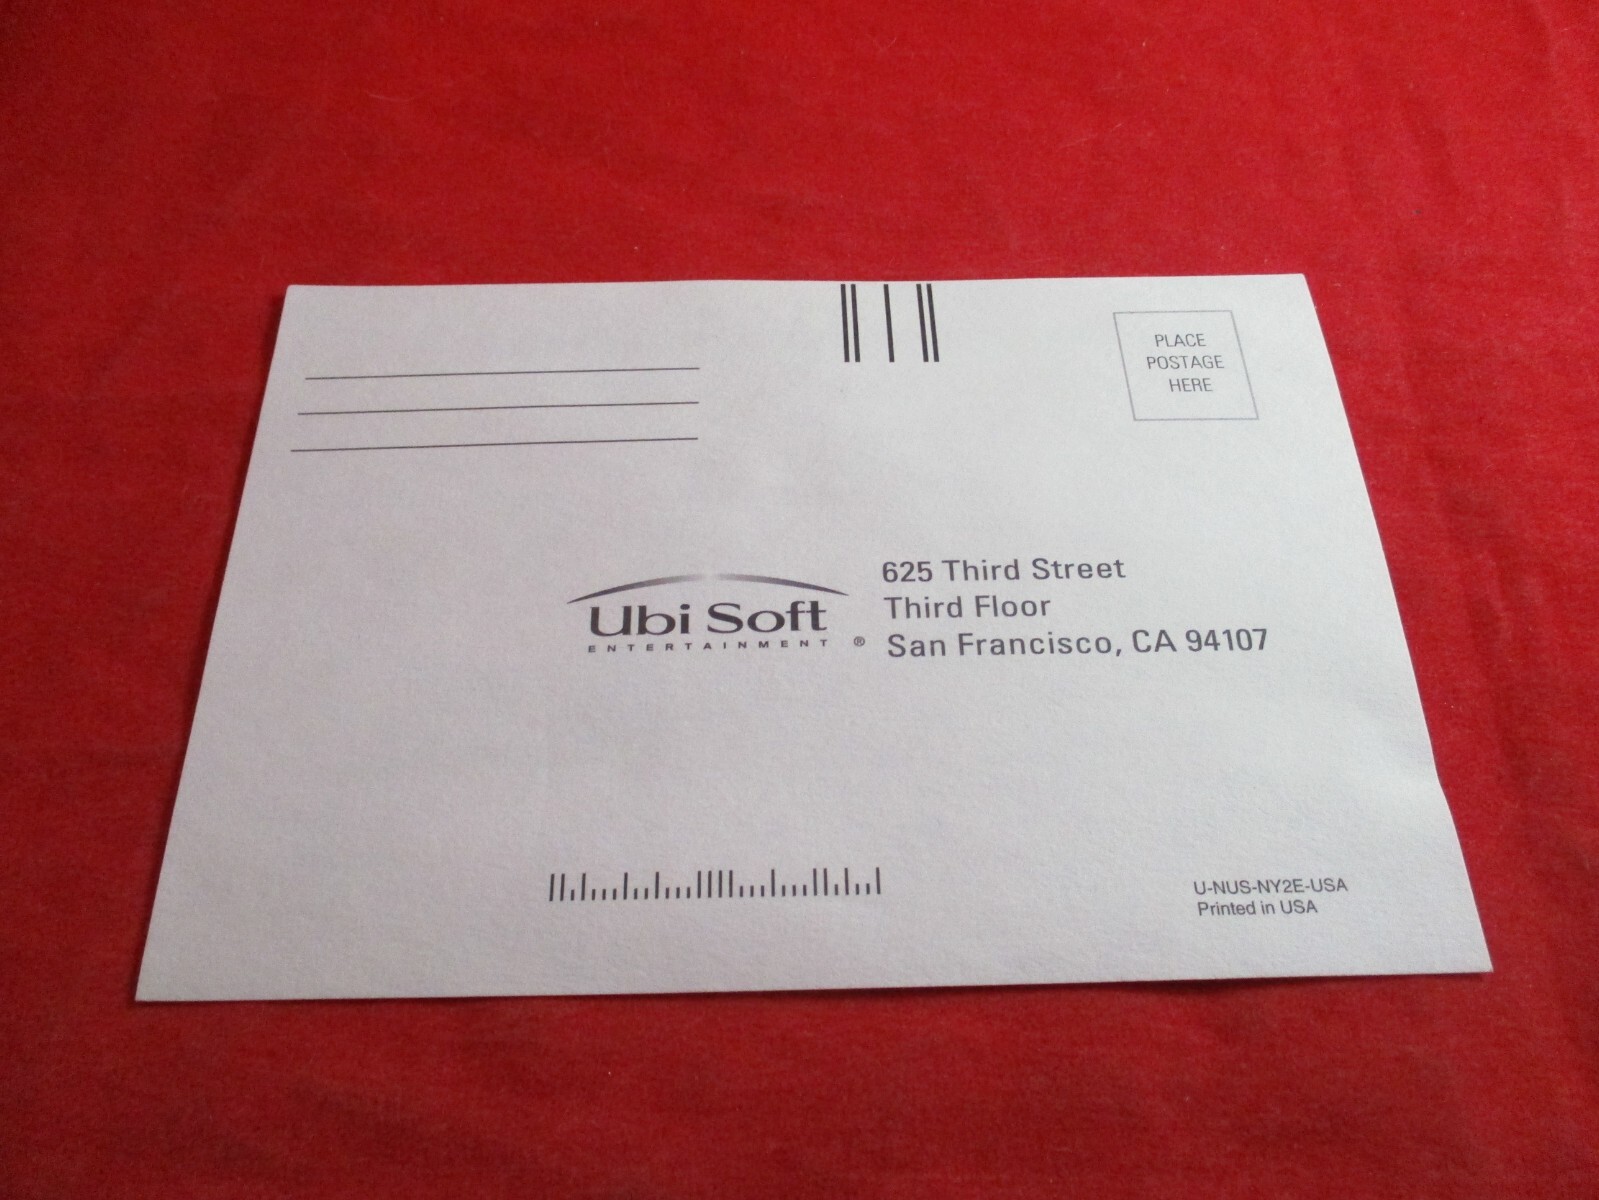 PLACE
POSTAGE
HERE
Ubi Soft
ENTERTAINMENT ®
625 Third Street
Third Floor
San Francisco, CA 94107
U-NUS-NY2E-USA
Printed in USA